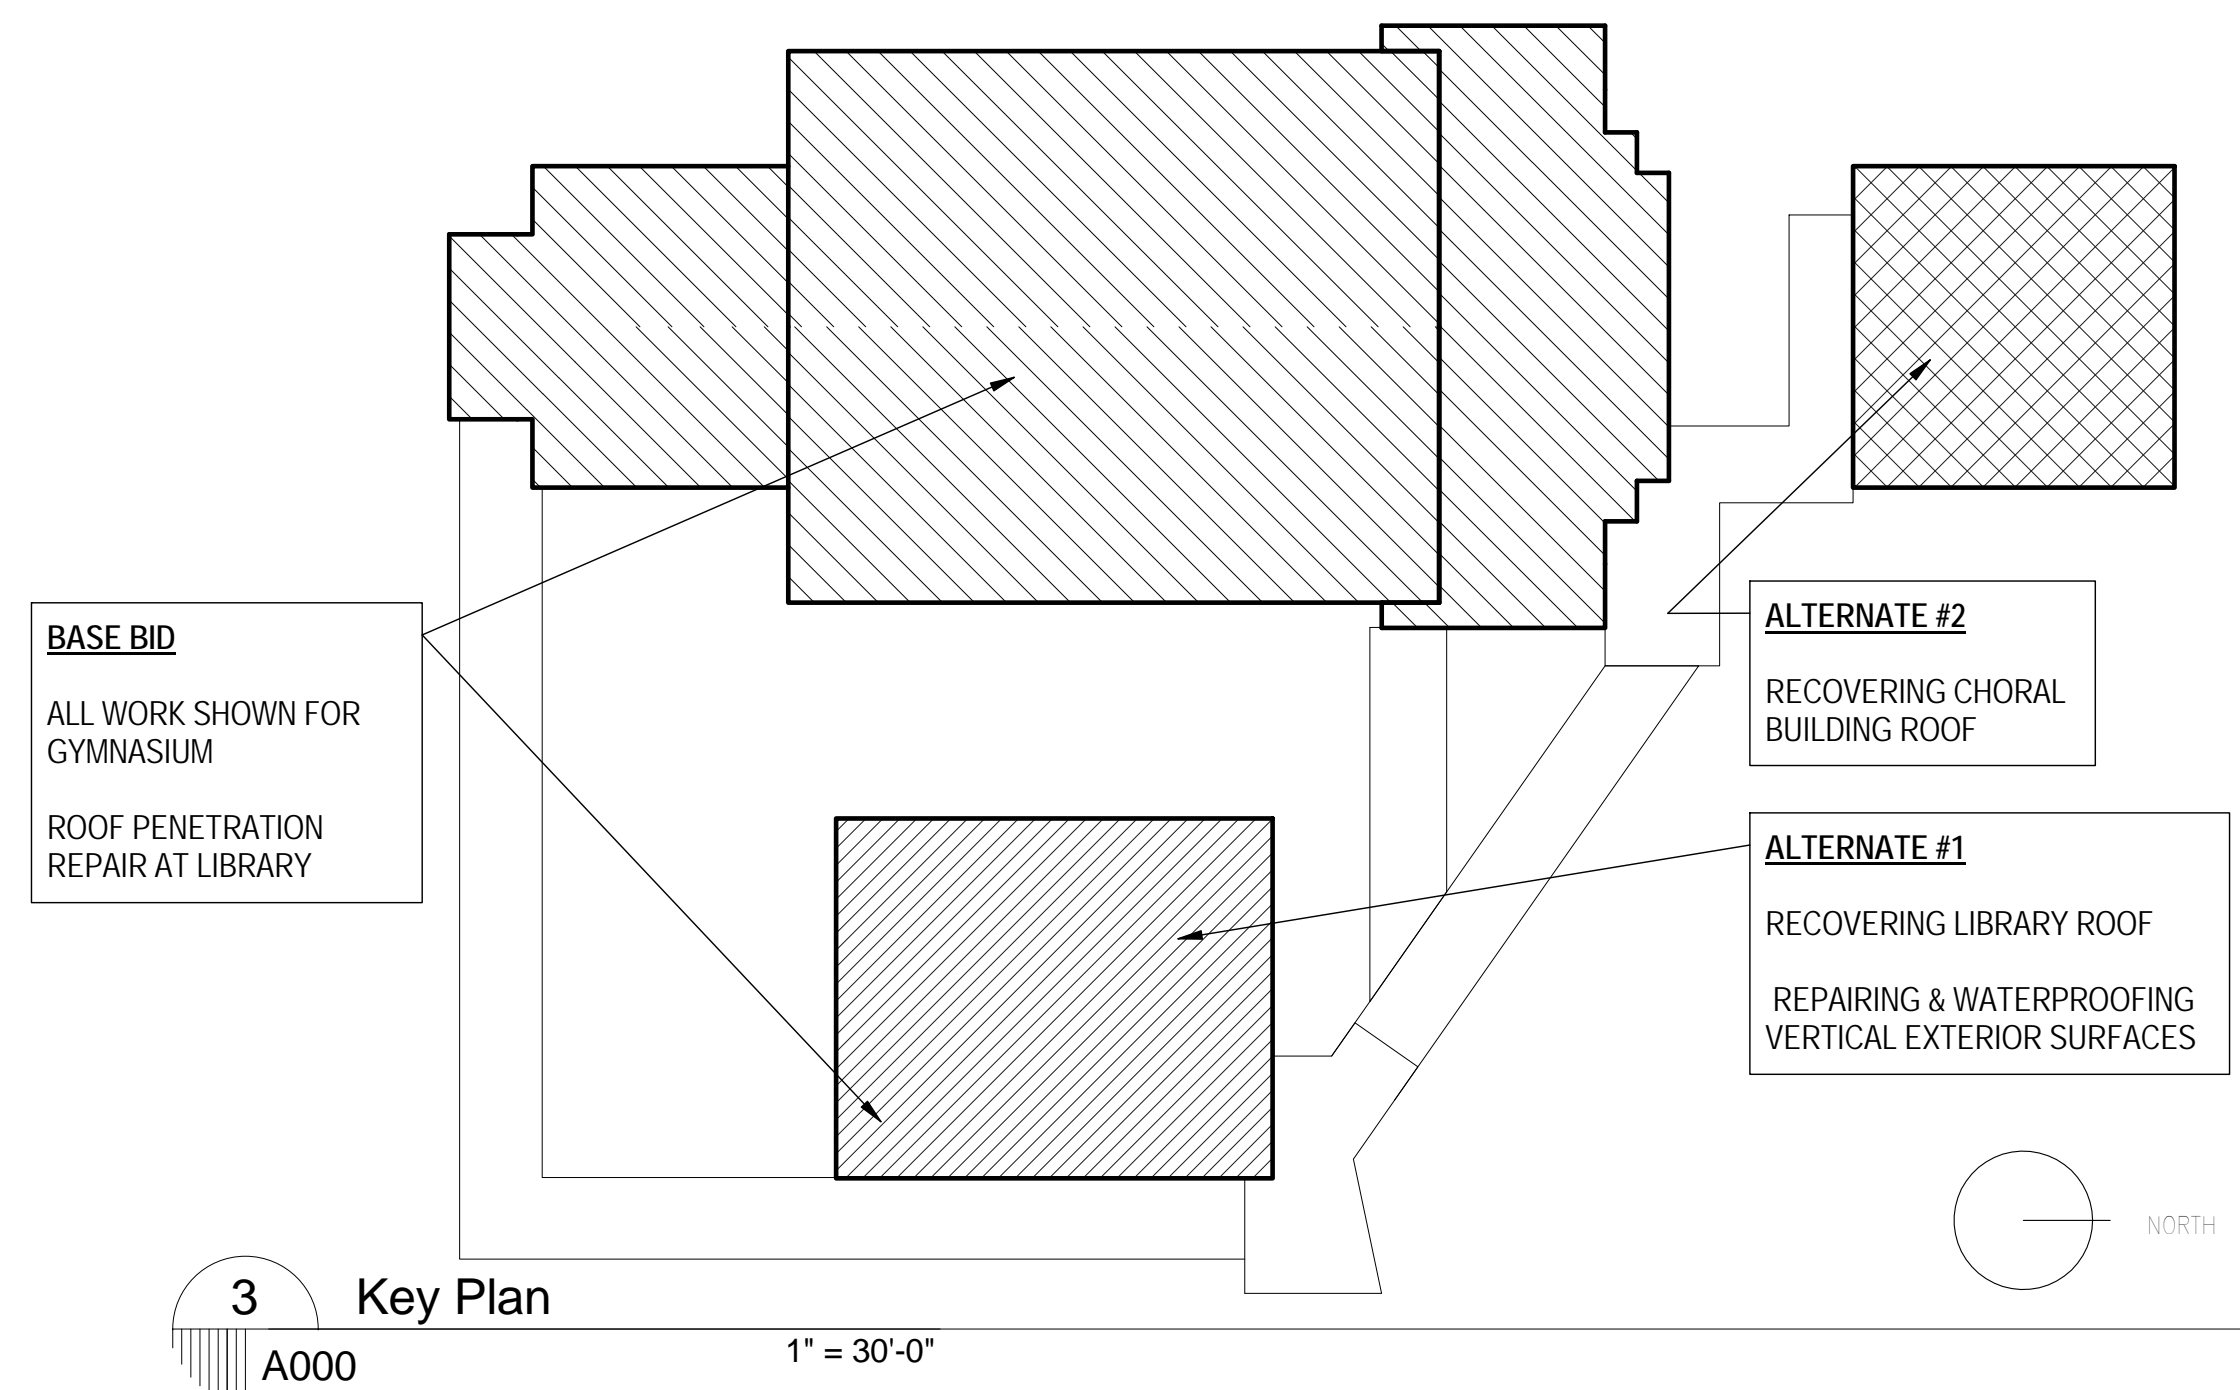 BASE BID
ALL WORK SHOWN FOR
GYMNASIUM
ROOF PENETRATION
REPAIR AT LIBRARY
ALTERNATE #2
RECOVERING CHORAL
BUILDING ROOF
ALTERNATE #1
RECOVERING LIBRARY ROOF
REPAIRING & WATERPROOFING
VERTICAL EXTERIOR SURFACES
NORTH
3
Key Plan
A000
1" = 30'-0"